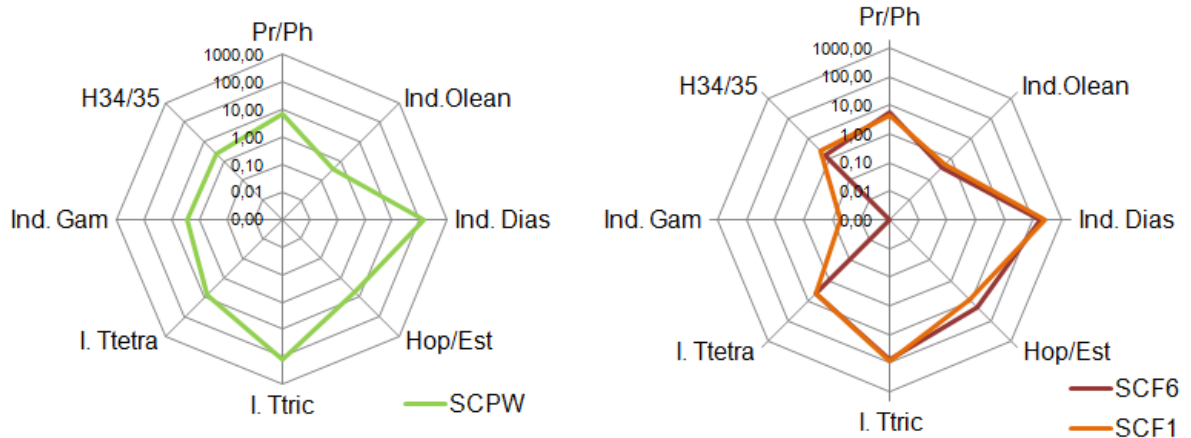 Pr/Ph
1000,00
100,00
10,00
1,00
0,10
0,01
0,00
Ind.Olean
Ind. Dias
Hop/Est
I. Ttric
I. Ttetra
Ind. Gam
H34/35
SCPW
Pr/Ph
1000,00
100,00
10,00
1,00
0,10
0,01
0,00
Ind.Olean
Ind. Dias
Hop/Est
I. Ttric
I. Ttetra
Ind. Gam
H34/35
SCF6
SCF1